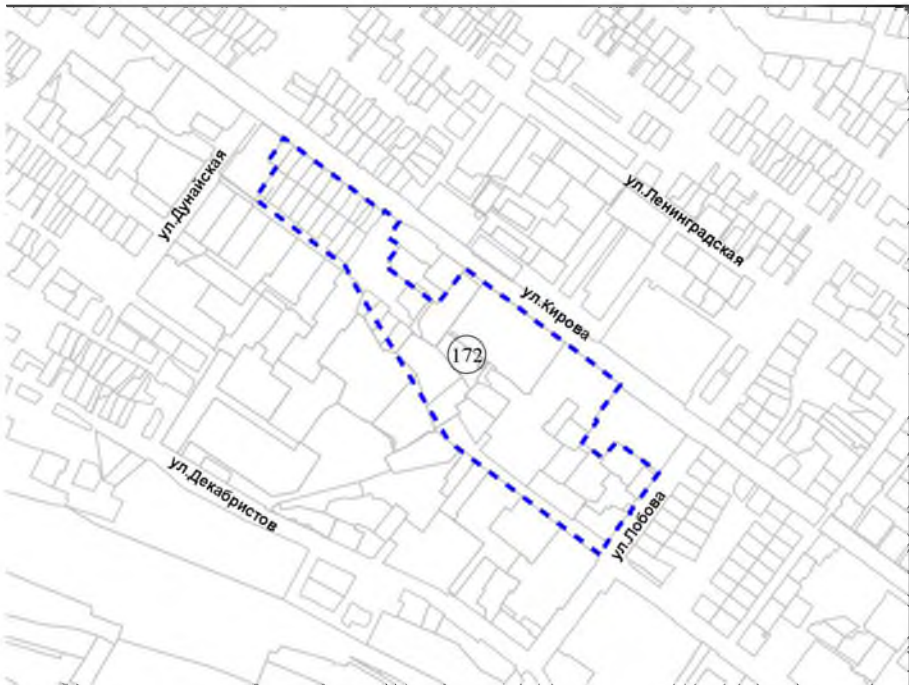 ул.Дунайская
ул.Ленинградская
ул.Кирова
172
ул.Декабристов
ул.Лобова